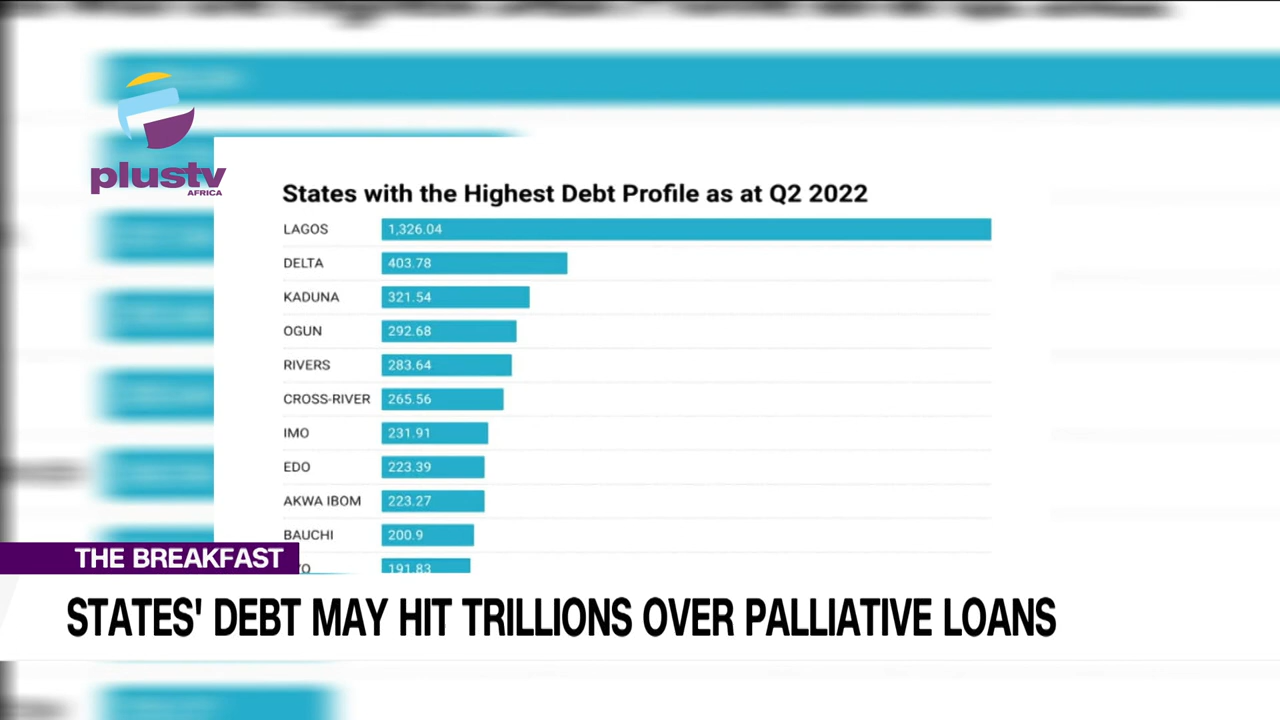 plustv
AFRICA
States with the Highest Debt Profile as at Q2 2022
LAGOS 1,326.04
DELTA 403.78
KADUNA 321.54
OGUN 292.68
RIVERS 283.64
CROSS-RIVER 265.56
IMO 231.91
EDO 223.39
AKWA IBOM 223.27
BAUCHI 200.9
191.83
THE BREAKFAST
STATES' DEBT MAY HIT TRILLIONS OVER PALLIATIVE LOANS